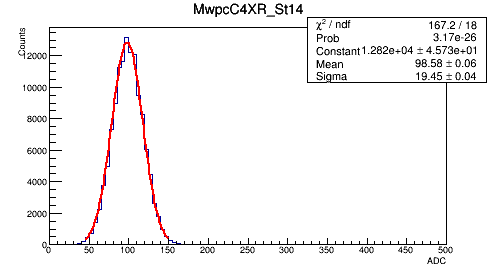 MwpcC4XR_St14
χ² / ndf 167.2 / 18
Prob 3.17e-26
Constant 1.282e+04 ± 4.573e+01
Mean 98.58 ± 0.06
Sigma 19.45 ± 0.04
Counts
12000
10000
8000
6000
4000
2000
0
0 50 100 150 200 250 300 350 400 450 500
ADC